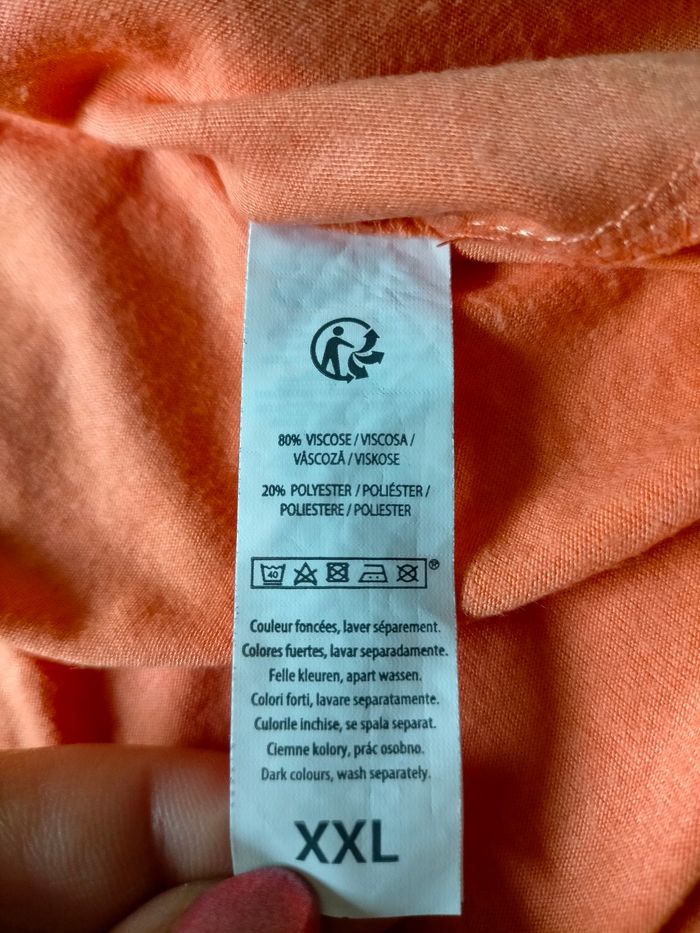 80% VISCOSE / VISCOSA /
VÂSCOZĂ / VISKOSE
20% POLYESTER / POLIÉSTER /
POLIESTERE / POLIESTER
40
®
Couleur foncées, laver séparement.
Colores fuertes, lavar separadamente.
Felle kleuren, apart wassen.
Colori forti, lavare separatamente.
Culorile inchise, se spala separat.
Ciemne kolory, prác osobno.
Dark colours, wash separately.
XXL